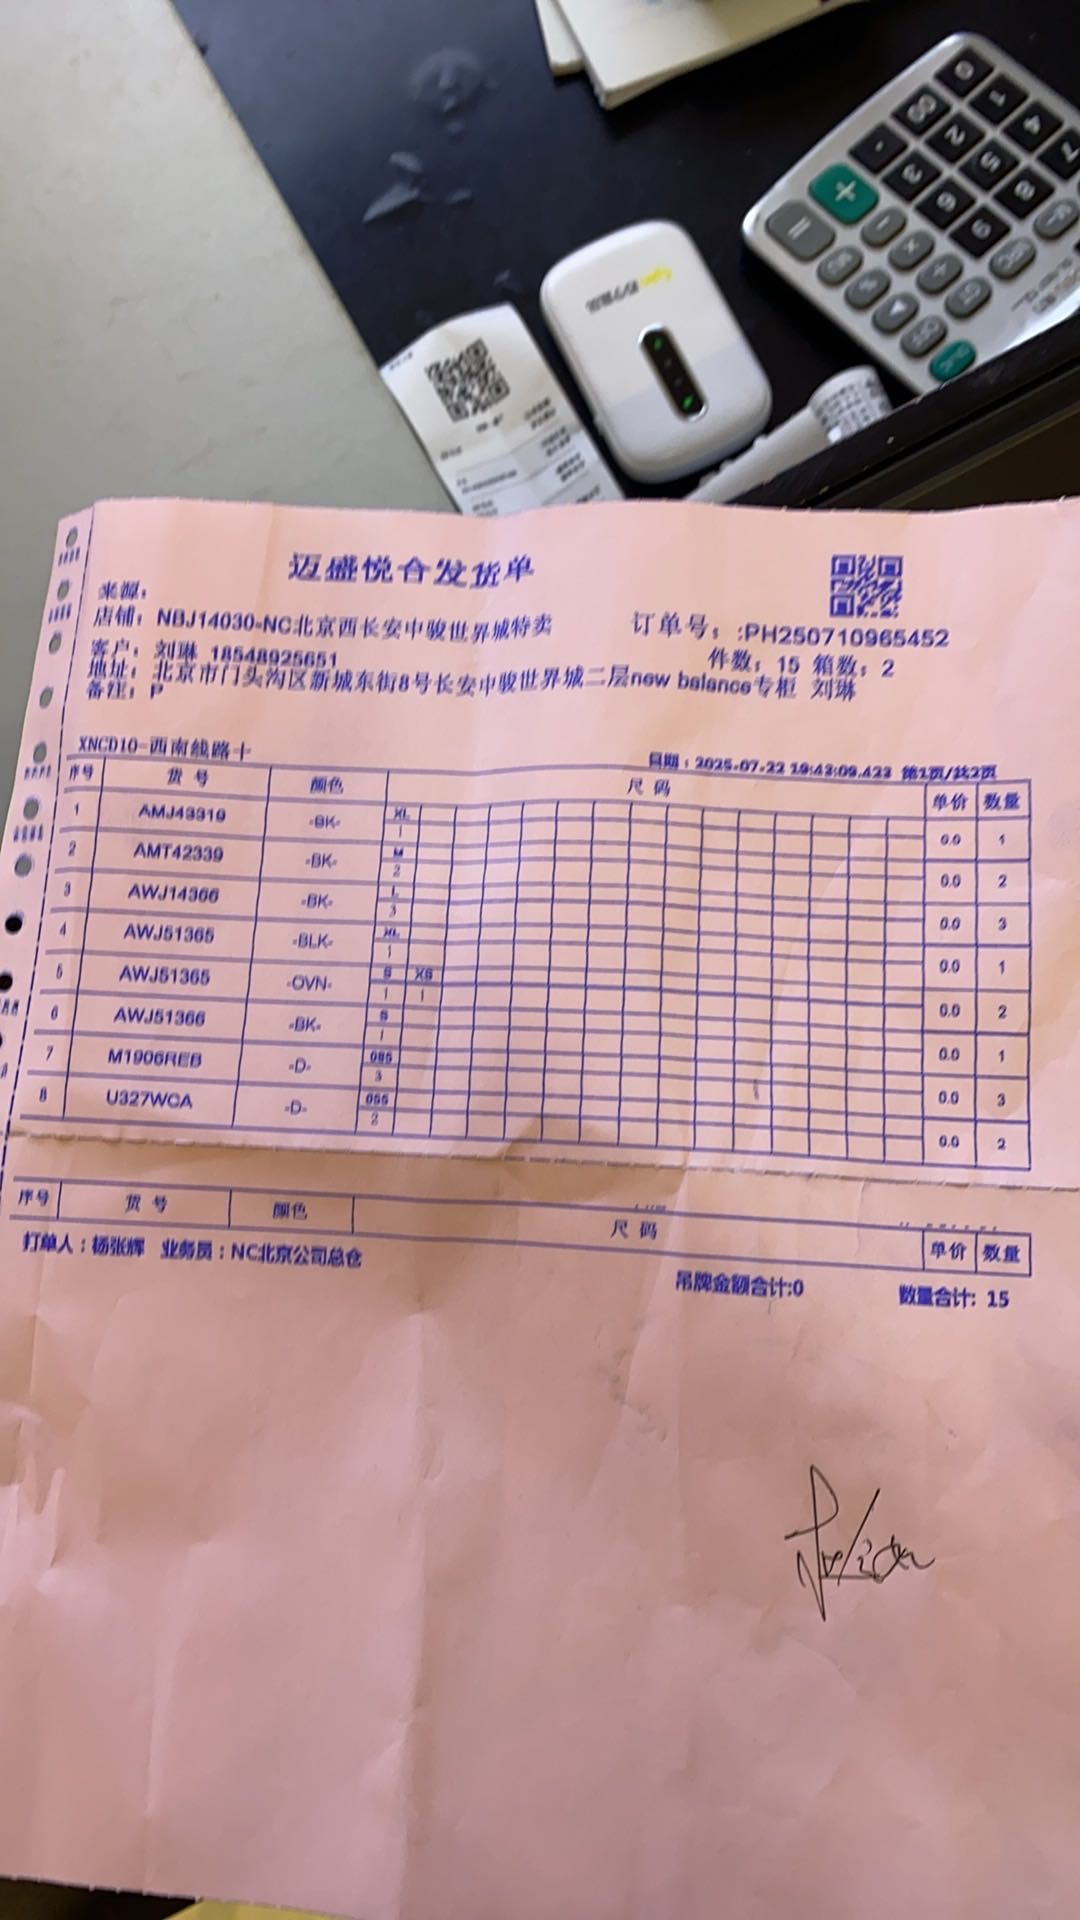 迈盛悦合发货单
来源：
店铺：NBJ14030-NC北京西长安中骏世界城特卖 订单号：:PH250710965452
客户：刘琳 18548925651 件数：15 箱数：2
地址：北京市门头沟区新城东街8号长安中骏世界城二层new balance专柜 刘琳
备注：P
XNCD10-西南线路十 日期：2025-07-22 19:43:09.423 第1页/共2页
序号 货号 颜色 尺码 单价 数量
1 AMJ43319 -BK- XL 1 0.0 1
2 AMT42339 -BK- M 2 0.0 2
3 AWJ14366 -BK- L 3 0.0 3
4 AWJ51365 -BLK- XL 1 0.0 1
5 AWJ51365 -OVN- S 1 XS 1 0.0 2
6 AWJ51366 -BK- S 1 0.0 1
7 M1906REB -D- 085 3 0.0 3
8 U327WCA -D- 055 2 0.0 2
序号 货号 颜色 尺码 单价 数量
打单人：杨张辉 业务员：NC北京公司总仓 吊牌金额合计:0 数量合计: 15